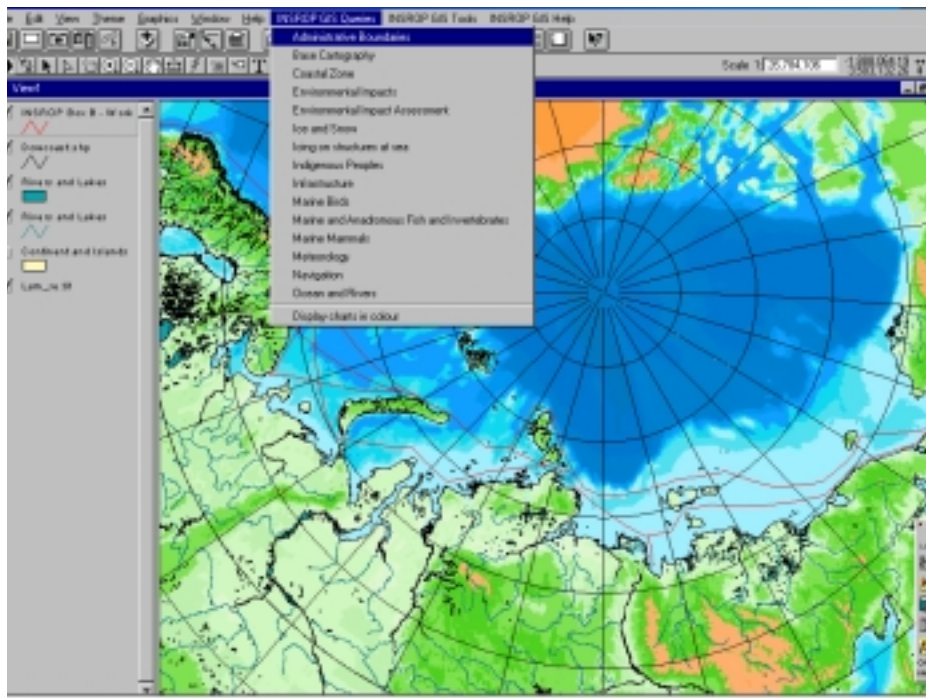 Edit View Theme Graphics Window Help INSROP GIS Queries INSROP GIS Tools INSROP GIS Help
Scale 1:
View1
INSROP Box B - Work
Rivers and Lakes
Rivers and Lakes
Continent and Islands
Administrative Boundaries
Base Cartography
Coastal Zone
Environmental Impacts
Environmental Impact Assessment
Ice and Snow
Icing on structures at sea
Indigenous Peoples
Infrastructure
Marine Birds
Marine and Anadromous Fish and Invertebrates
Marine Mammals
Meteorology
Navigation
Ocean and Rivers
Display charts in colour